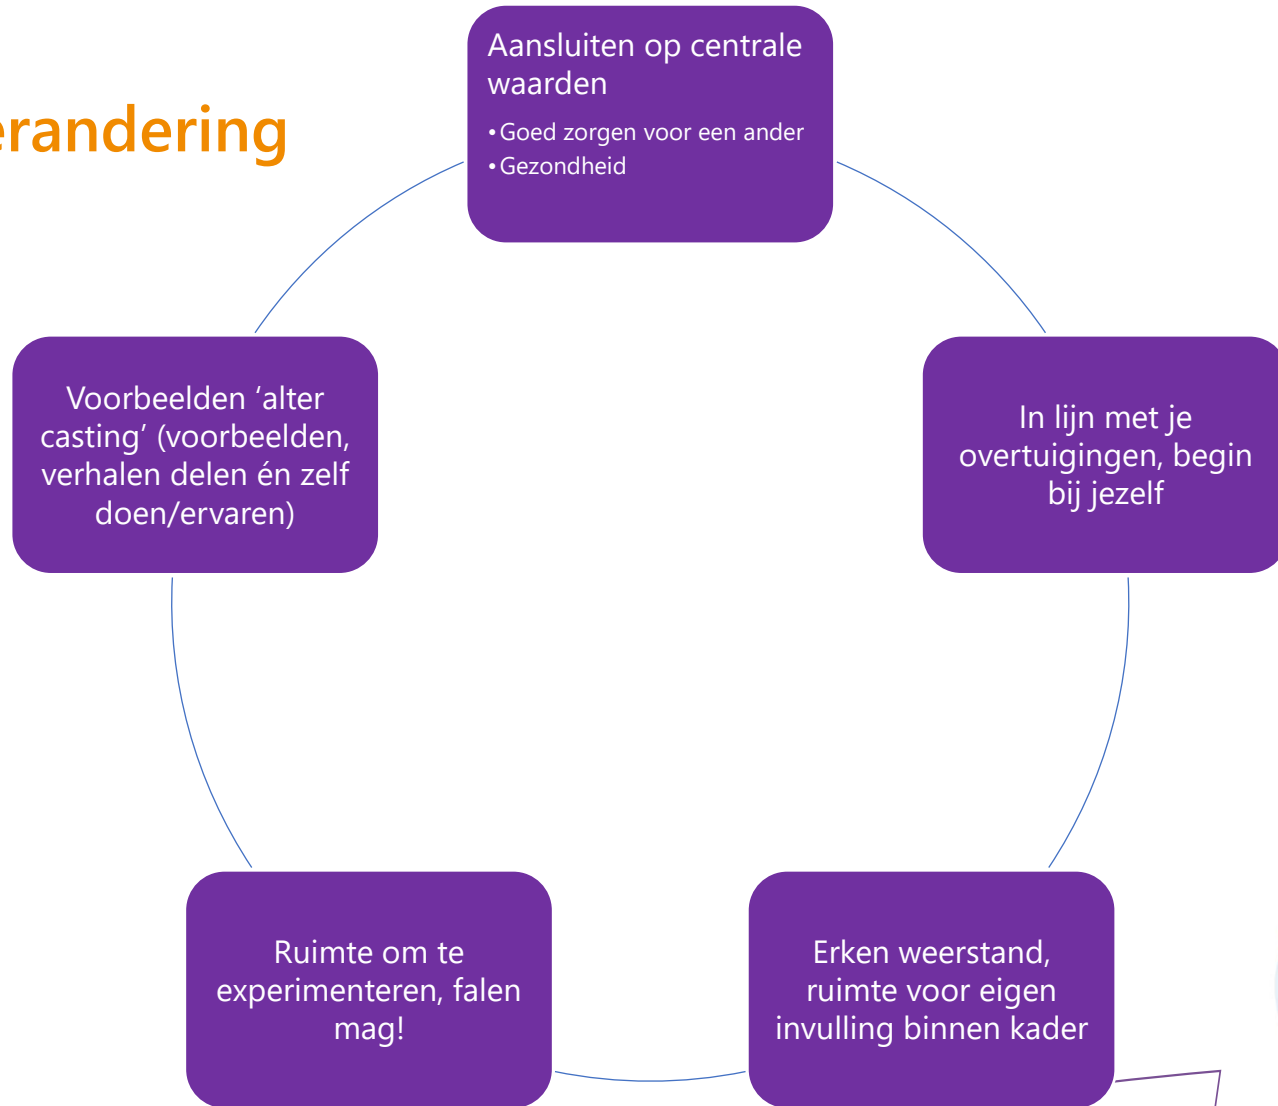 erandering
Aansluiten op centrale
waarden
•Goed zorgen voor een ander
•Gezondheid
In lijn met je
overtuigingen, begin
bij jezelf
Erken weerstand,
ruimte voor eigen
invulling binnen kader
Ruimte om te
experimenteren, falen
mag!
Voorbeelden ‘alter
casting’ (voorbeelden,
verhalen delen én zelf
doen/ervaren)